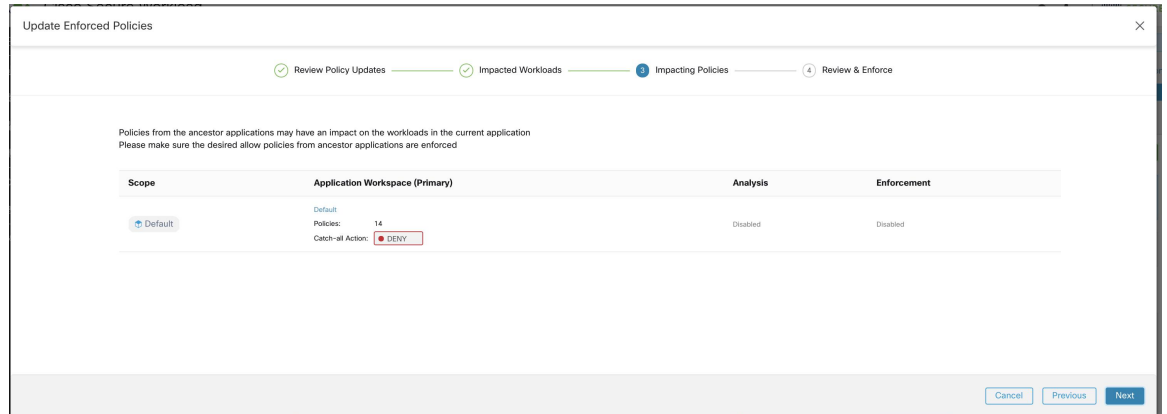 Update Enforced Policies
Review Policy Updates
Impacted Workloads
3 Impacting Policies
4 Review & Enforce
Policies from the ancestor applications may have an impact on the workloads in the current application
Please make sure the desired allow policies from ancestor applications are enforced
Scope Application Workspace (Primary) Analysis Enforcement
Default
Default
Policies: 14
Catch-all Action: DENY
Disabled
Disabled
Cancel Previous Next